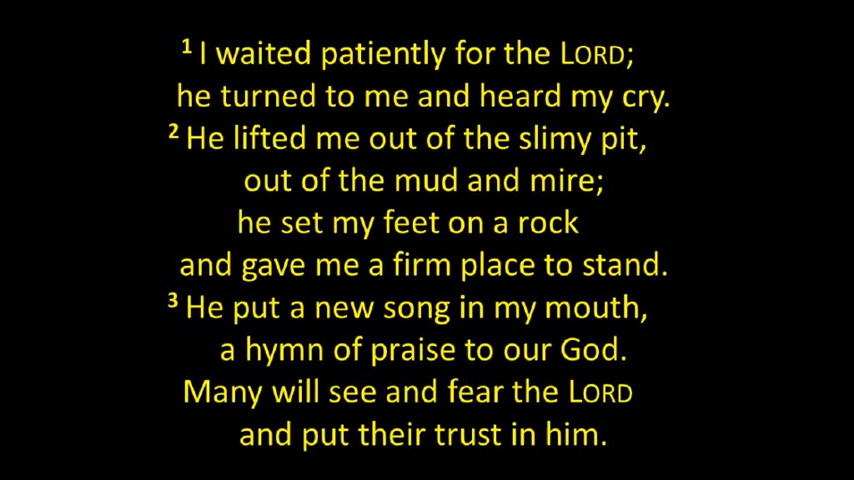 1 I waited patiently for the LORD;
he turned to me and heard my cry.
2 He lifted me out of the slimy pit,
out of the mud and mire;
he set my feet on a rock
and gave me a firm place to stand.
3 He put a new song in my mouth,
a hymn of praise to our God.
Many will see and fear the LORD
and put their trust in him.